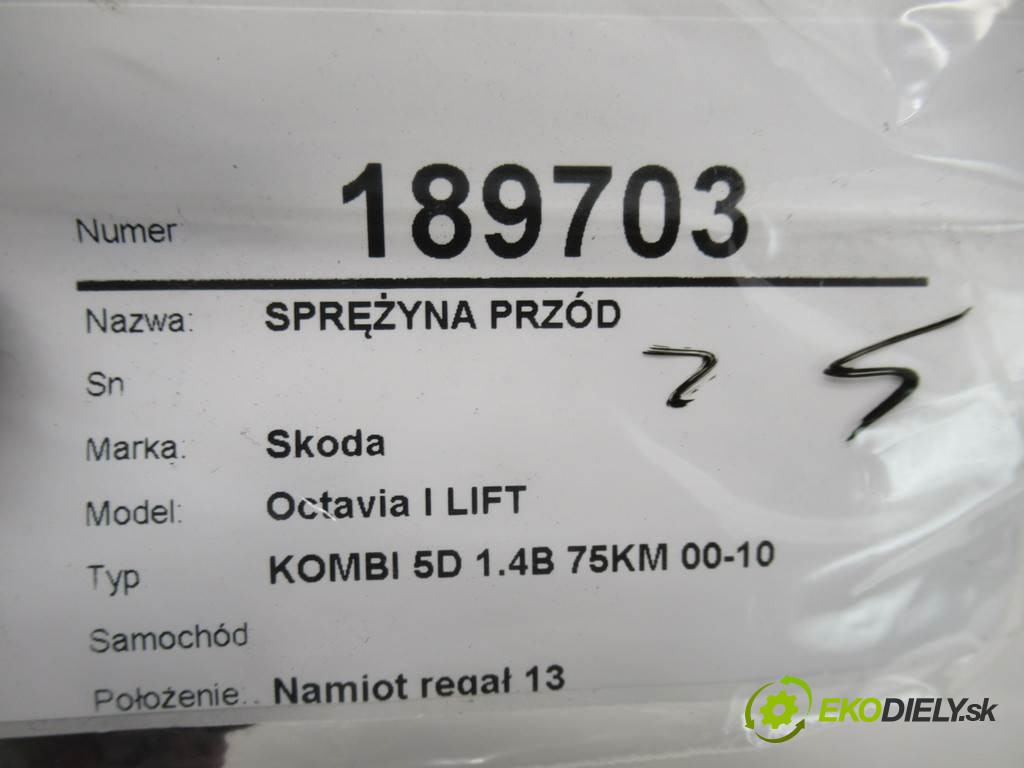 Numer 189703
Nazwa: SPRĘŻYNA PRZÓD
2 5
Sn
Marka: Skoda
Model: Octavia I LIFT
Typ KOMBI 5D 1.4B 75KM 00-10
Samochód
Położenie: Namiot regał 13
EKODIELY.sk